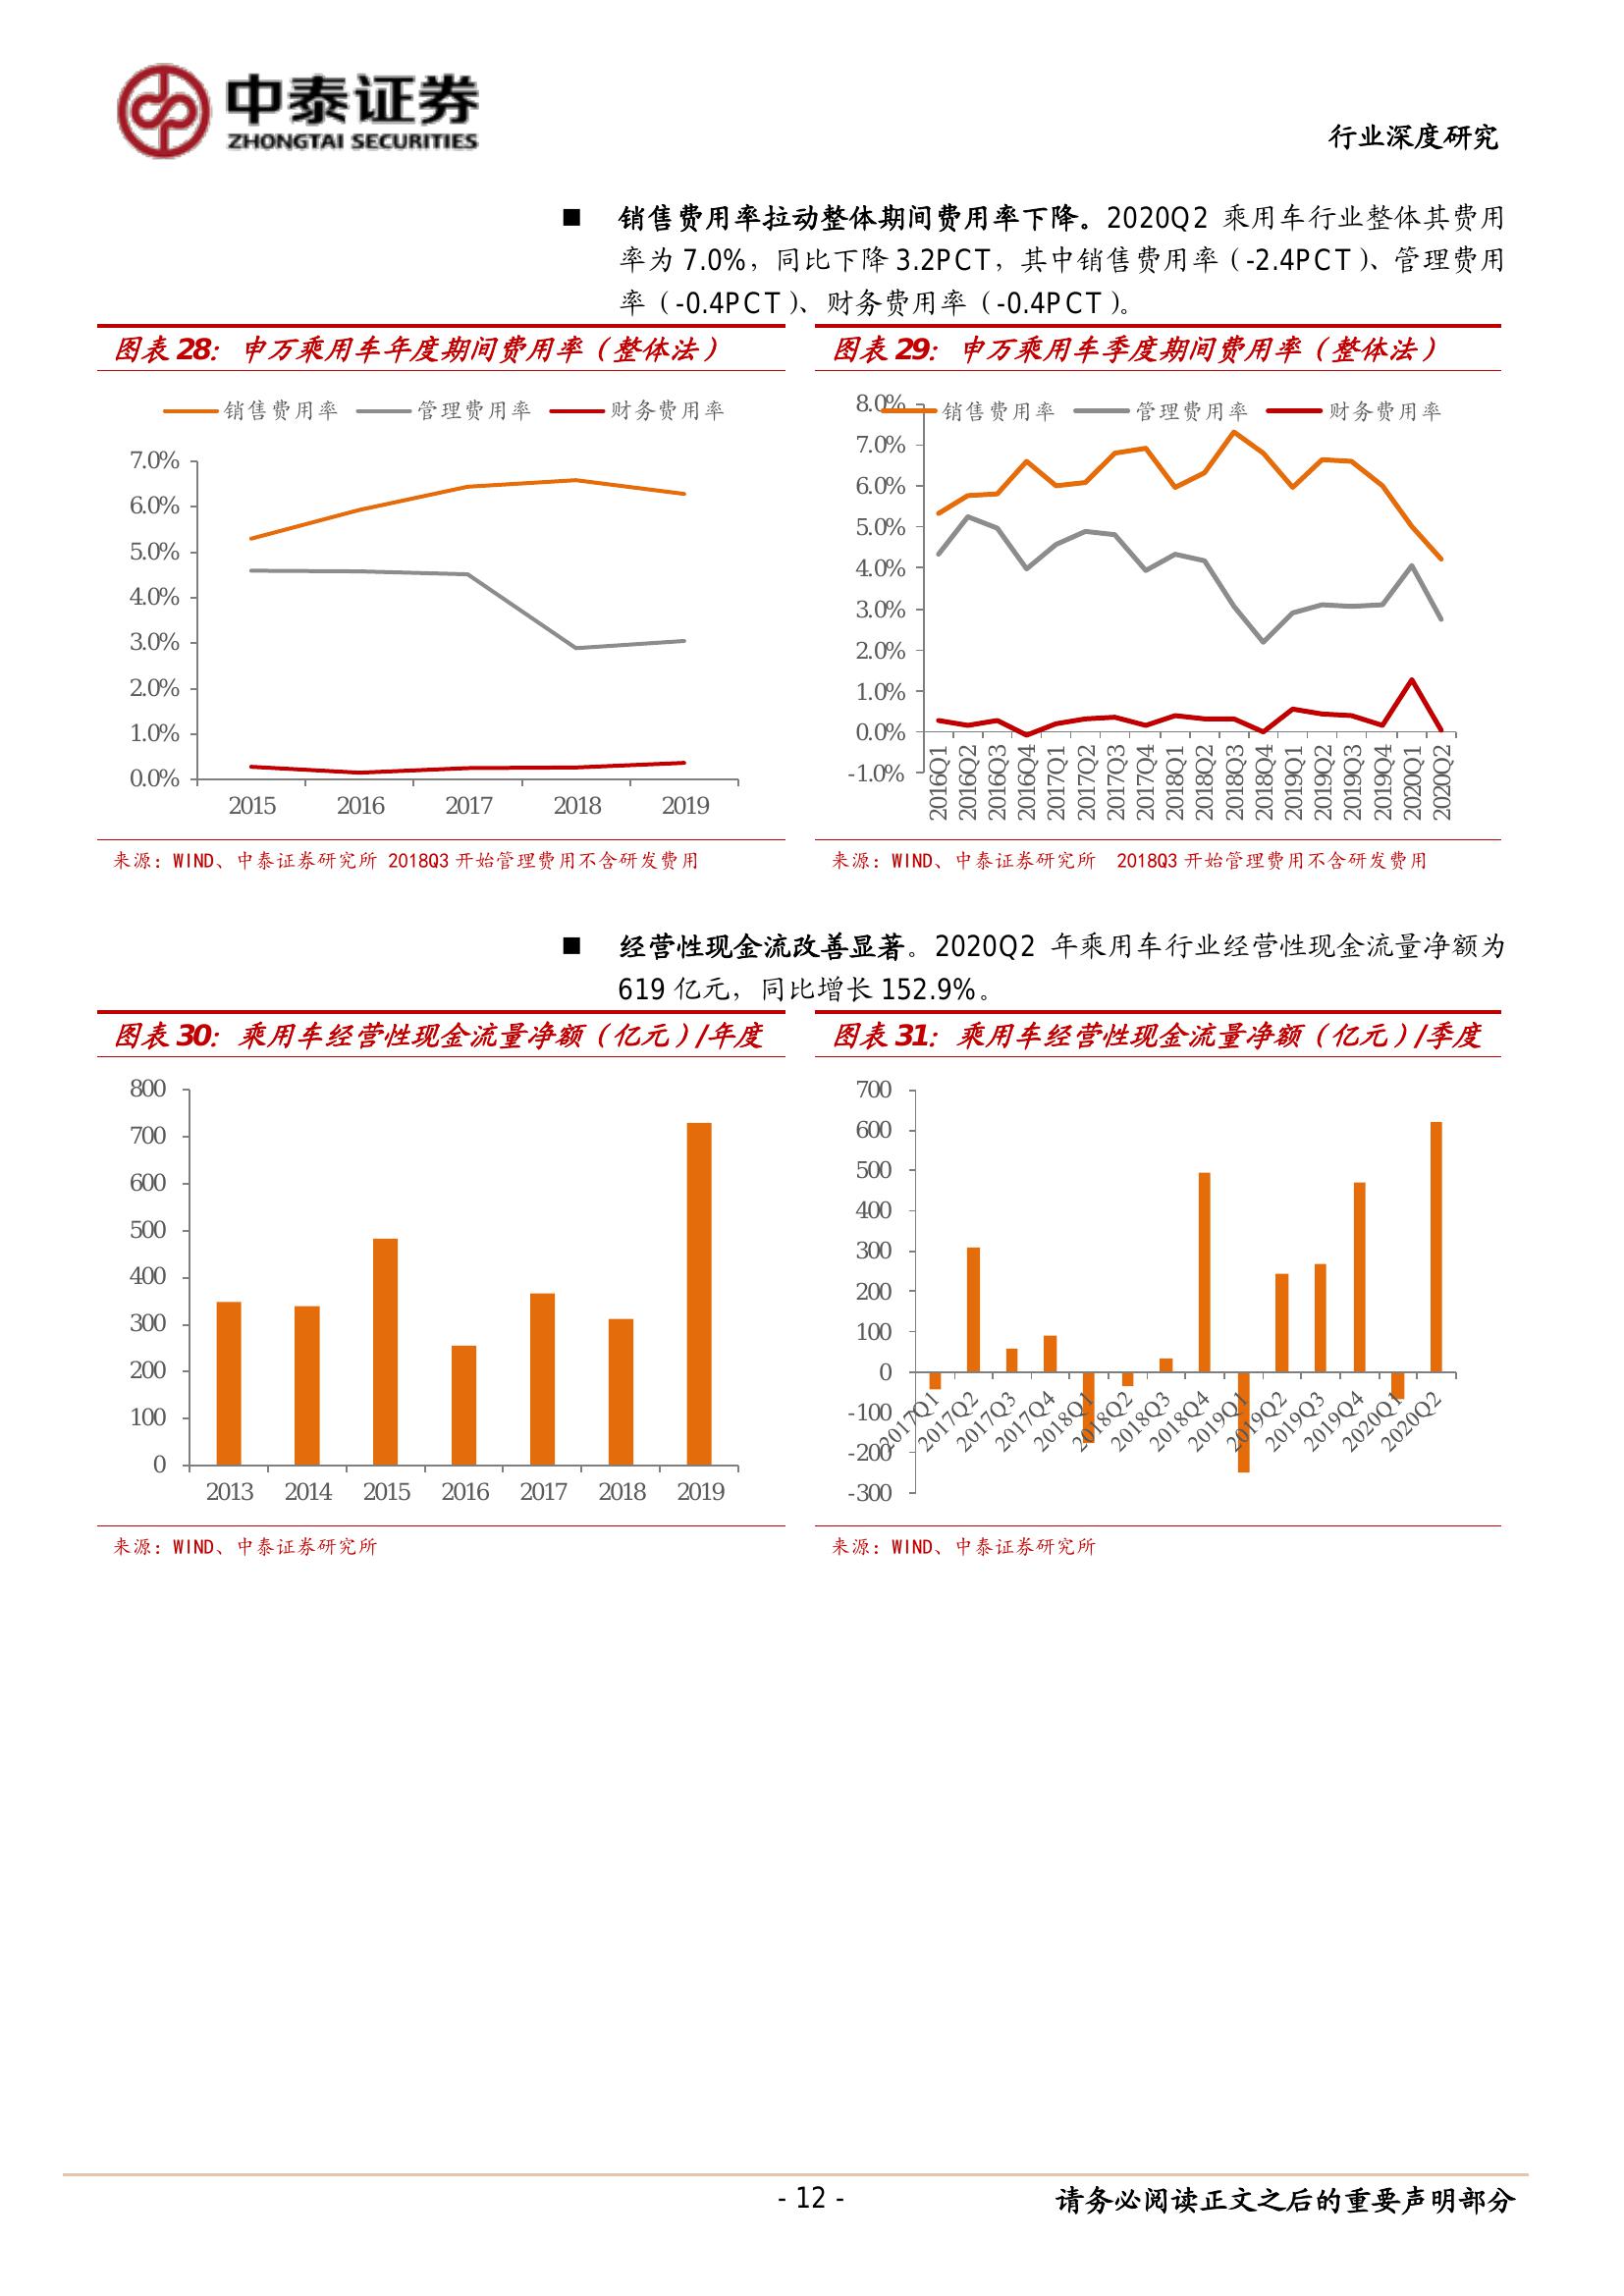 中泰证券
ZHONGTAI SECURITIES
行业深度研究
■ 销售费用率拉动整体期间费用率下降。2020Q2 乘用车行业整体其费用
率为 7.0%，同比下降 3.2PCT，其中销售费用率（-2.4PCT）、管理费用
率（-0.4PCT）、财务费用率（-0.4PCT）。
图表 28：申万乘用车年度期间费用率（整体法）
销售费用率 管理费用率 财务费用率
7.0%
6.0%
5.0%
4.0%
3.0%
2.0%
1.0%
0.0%
2015 2016 2017 2018 2019
来源：WIND、中泰证券研究所 2018Q3 开始管理费用不含研发费用
图表 29：申万乘用车季度期间费用率（整体法）
销售费用率 管理费用率 财务费用率
8.0%
7.0%
6.0%
5.0%
4.0%
3.0%
2.0%
1.0%
0.0%
-1.0%
2016Q1 2016Q2 2016Q3 2016Q4 2017Q1 2017Q2 2017Q3 2017Q4 2018Q1 2018Q2 2018Q3 2018Q4 2019Q1 2019Q2 2019Q3 2019Q4 2020Q1 2020Q2
来源：WIND、中泰证券研究所 2018Q3 开始管理费用不含研发费用
■ 经营性现金流改善显著。2020Q2 年乘用车行业经营性现金流量净额为
619 亿元，同比增长 152.9%。
图表 30：乘用车经营性现金流量净额（亿元）/年度
800
700
600
500
400
300
200
100
0
2013 2014 2015 2016 2017 2018 2019
来源：WIND、中泰证券研究所
图表 31：乘用车经营性现金流量净额（亿元）/季度
700
600
500
400
300
200
100
0
-100
-200
-300
2017Q1 2017Q2 2017Q3 2017Q4 2018Q1 2018Q2 2018Q3 2018Q4 2019Q1 2019Q2 2019Q3 2019Q4 2020Q1 2020Q2
来源：WIND、中泰证券研究所
- 12 -
请务必阅读正文之后的重要声明部分